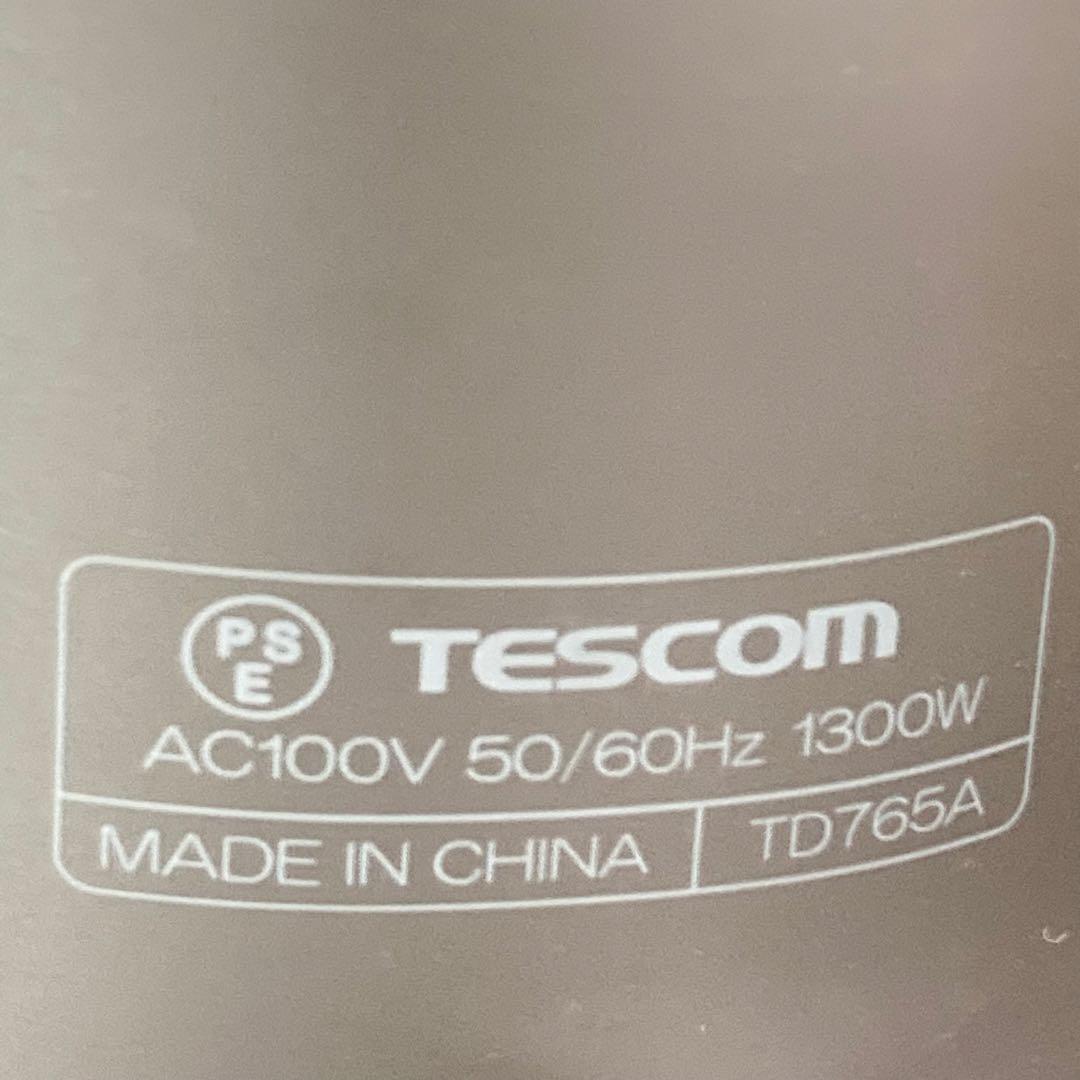 PSE TESCOM
AC100V 50/60Hz 1300W
MADE IN CHINA TD765A